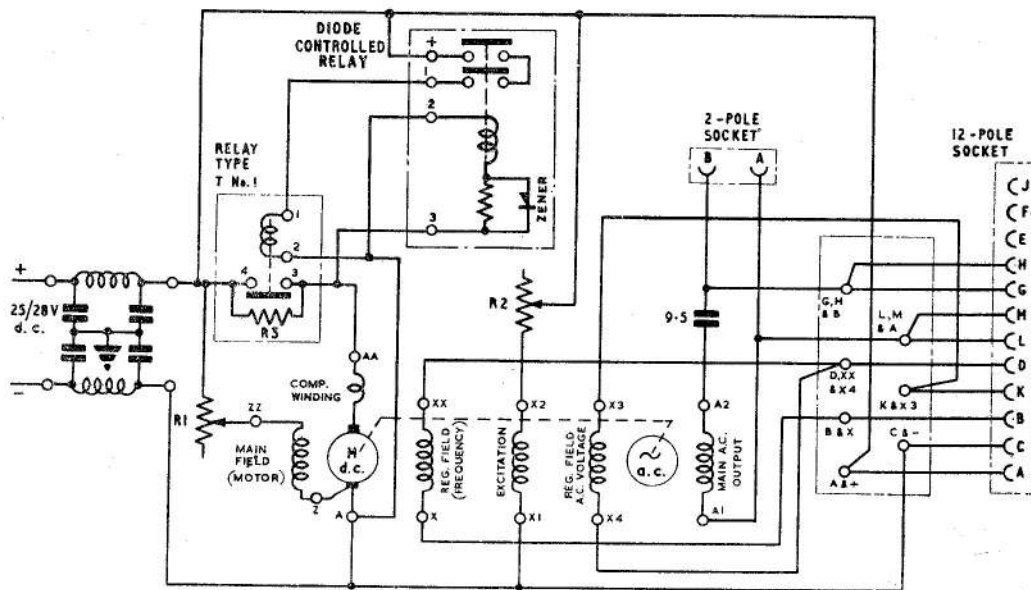 DIODE
CONTROLLED
RELAY
+
-
2
3
ZENER
RELAY
TYPE
T No.1
1
2
4
3
R3
+
25/28V
d.c.
-
R1
ZZ
MAIN
FIELD
(MOTOR)
Z
AA
COMP.
WINDING
M
d.c.
A
R2
XX
REG. FIELD
(FREQUENCY)
X
X2
EXCITATION
X1
X3
REG. FIELD
A.C. VOLTAGE
X4
a.c.
9·5
A2
MAIN A.C.
OUTPUT
A1
2-POLE
SOCKET
B A
12-POLE
SOCKET
J
F
E
H
G
M
L
D
K
B
C
A
G,H
& B
L,M
& A
D,XX
& X4
K & X3
B & X
C & -
A & +